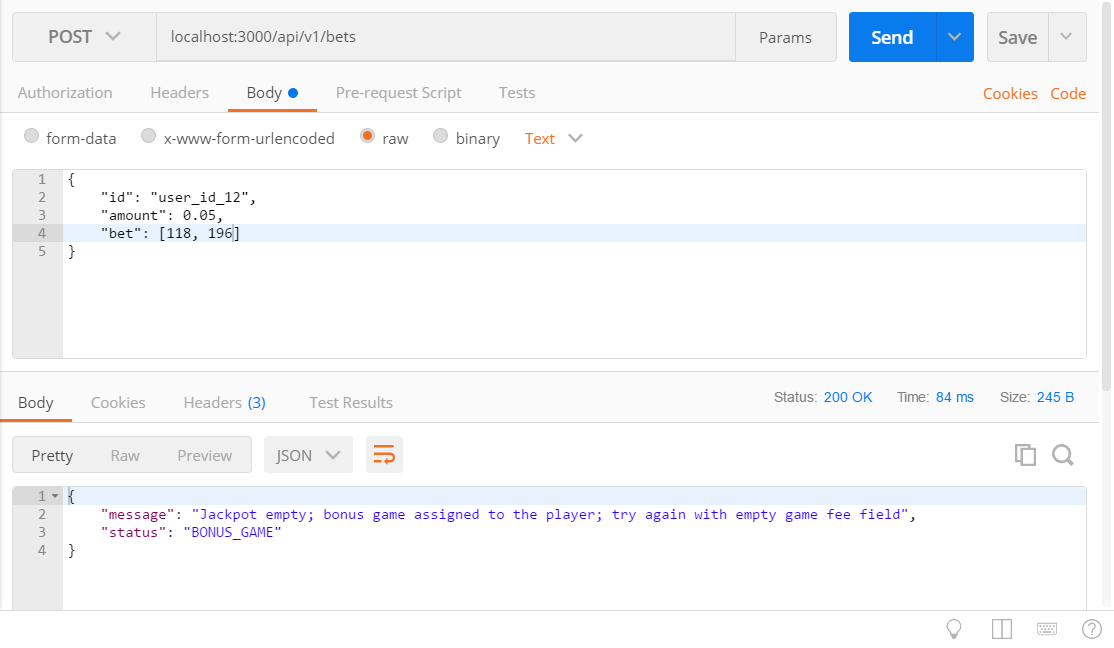 POST localhost:3000/api/v1/bets Params Send Save
Authorization Headers Body Pre-request Script Tests Cookies Code
form-data x-www-form-urlencoded raw binary Text
1 {
2 "id": "user_id_12",
3 "amount": 0.05,
4 "bet": [118, 196]
5 }
Body Cookies Headers (3) Test Results Status: 200 OK Time: 84 ms Size: 245 B
Pretty Raw Preview JSON
1 {
2 "message": "Jackpot empty; bonus game assigned to the player; try again with empty game fee field",
3 "status": "BONUS_GAME"
4 }